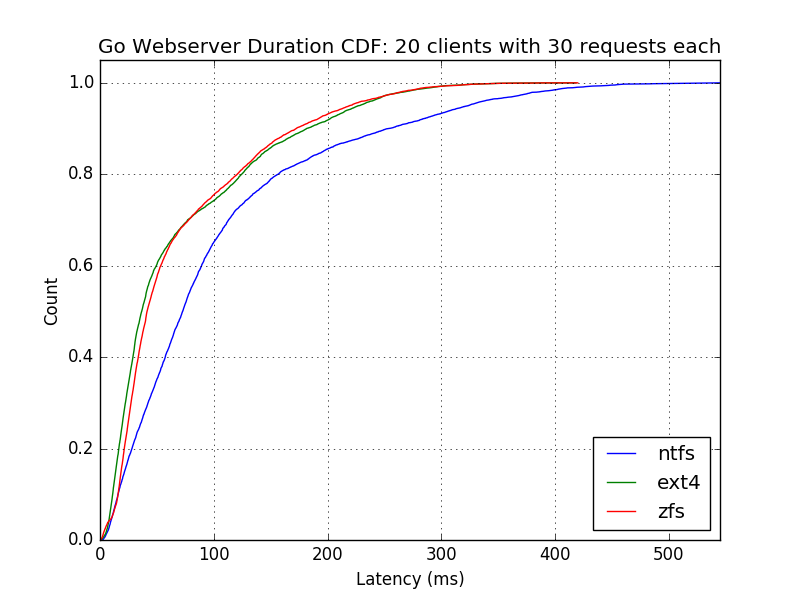 Go Webserver Duration CDF: 20 clients with 30 requests each
1.0
0.8
0.6
0.4
0.2
0.0
Count
0 100 200 300 400 500
Latency (ms)
ntfs
ext4
zfs